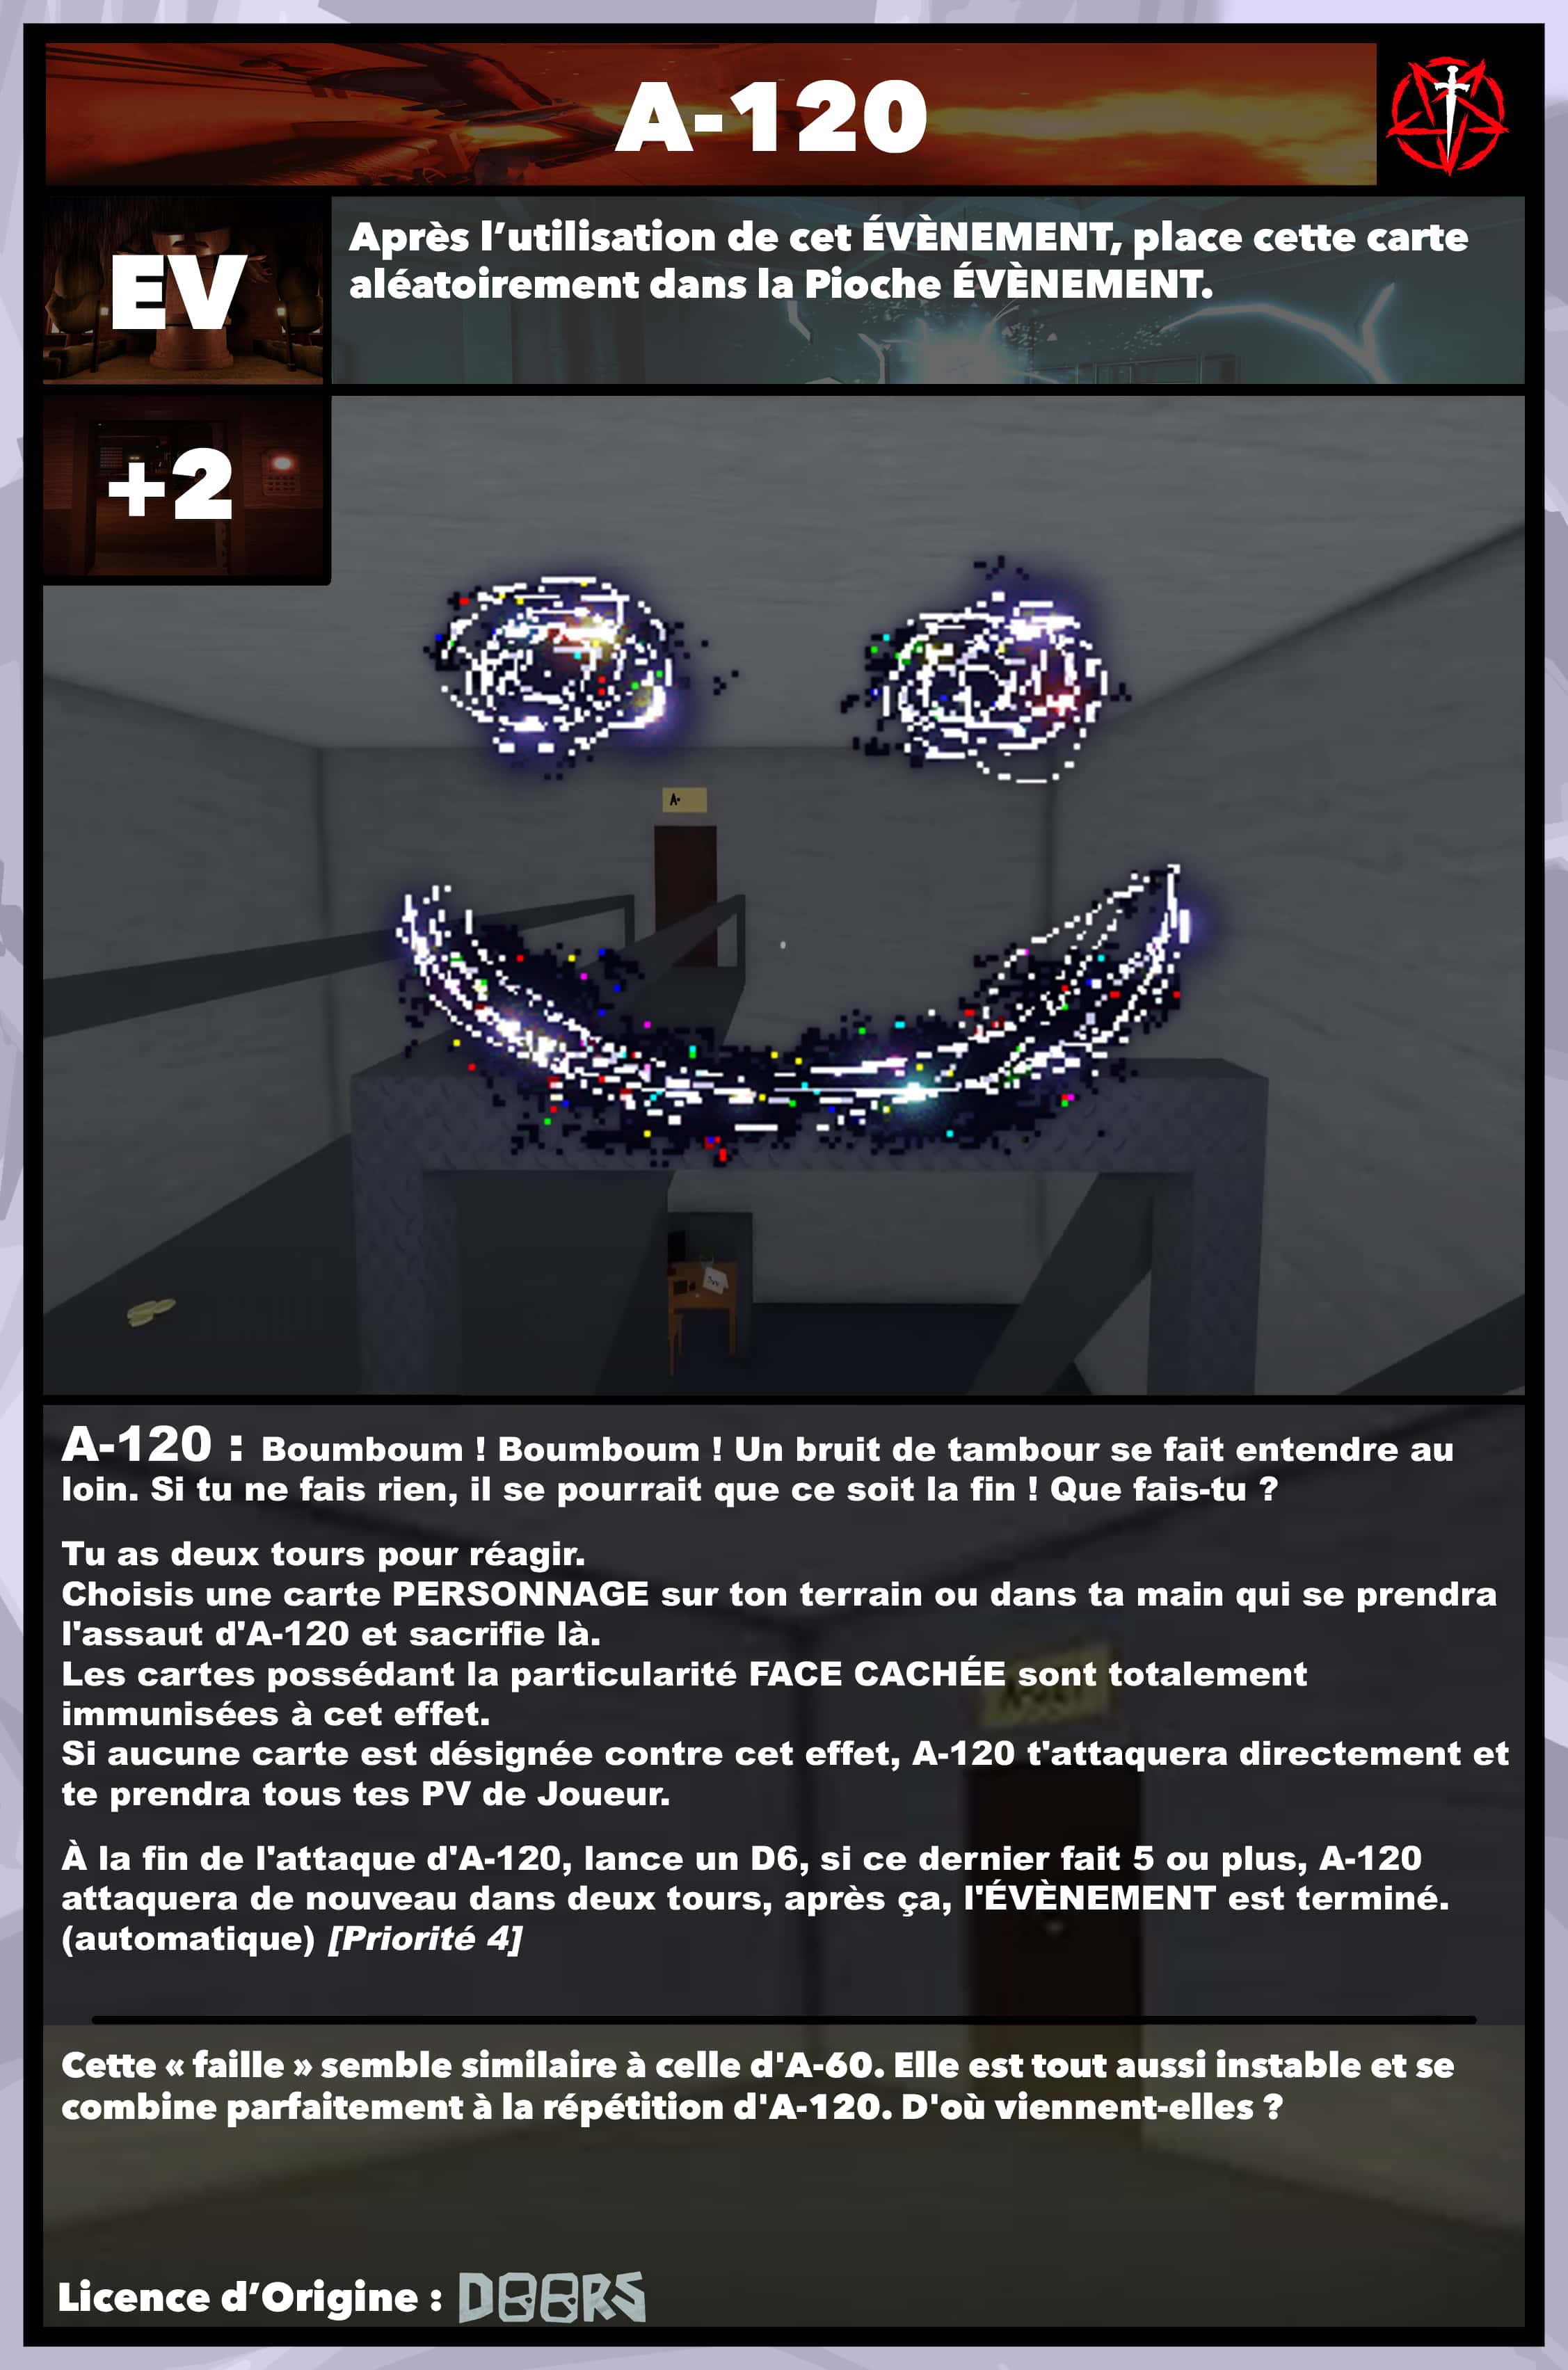 A-120
EV
Après l’utilisation de cet ÉVÈNEMENT, place cette carte
aléatoirement dans la Pioche ÉVÈNEMENT.
+2
A-
A-120 : Boumboum ! Boumboum ! Un bruit de tambour se fait entendre au
loin. Si tu ne fais rien, il se pourrait que ce soit la fin ! Que fais-tu ?
Tu as deux tours pour réagir.
Choisis une carte PERSONNAGE sur ton terrain ou dans ta main qui se prendra
l'assaut d'A-120 et sacrifie là.
Les cartes possédant la particularité FACE CACHÉE sont totalement
immunisées à cet effet.
Si aucune carte est désignée contre cet effet, A-120 t'attaquera directement et
te prendra tous tes PV de Joueur.
À la fin de l'attaque d'A-120, lance un D6, si ce dernier fait 5 ou plus, A-120
attaquera de nouveau dans deux tours, après ça, l'ÉVÈNEMENT est terminé.
(automatique) [Priorité 4]
Cette « faille » semble similaire à celle d'A-60. Elle est tout aussi instable et se
combine parfaitement à la répétition d'A-120. D'où viennent-elles ?
Licence d’Origine : DOORS